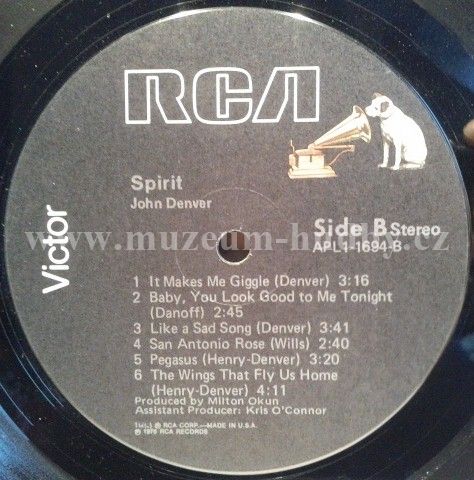 RCA
Victor
Spirit
John Denver
Side B Stereo
APL1-1694-B
www.muzeum-hudby.cz
1 It Makes Me Giggle (Denver) 3:16
2 Baby, You Look Good to Me Tonight
(Danoff) 2:45
3 Like a Sad Song (Denver) 3:41
4 San Antonio Rose (Wills) 2:40
5 Pegasus (Henry-Denver) 3:20
6 The Wings That Fly Us Home
(Henry-Denver) 4:11
Produced by Milton Okun
Assistant Producer: Kris O'Connor
RCA CORP.—MADE IN U.S.A.
℗ 1976 RCA RECORDS